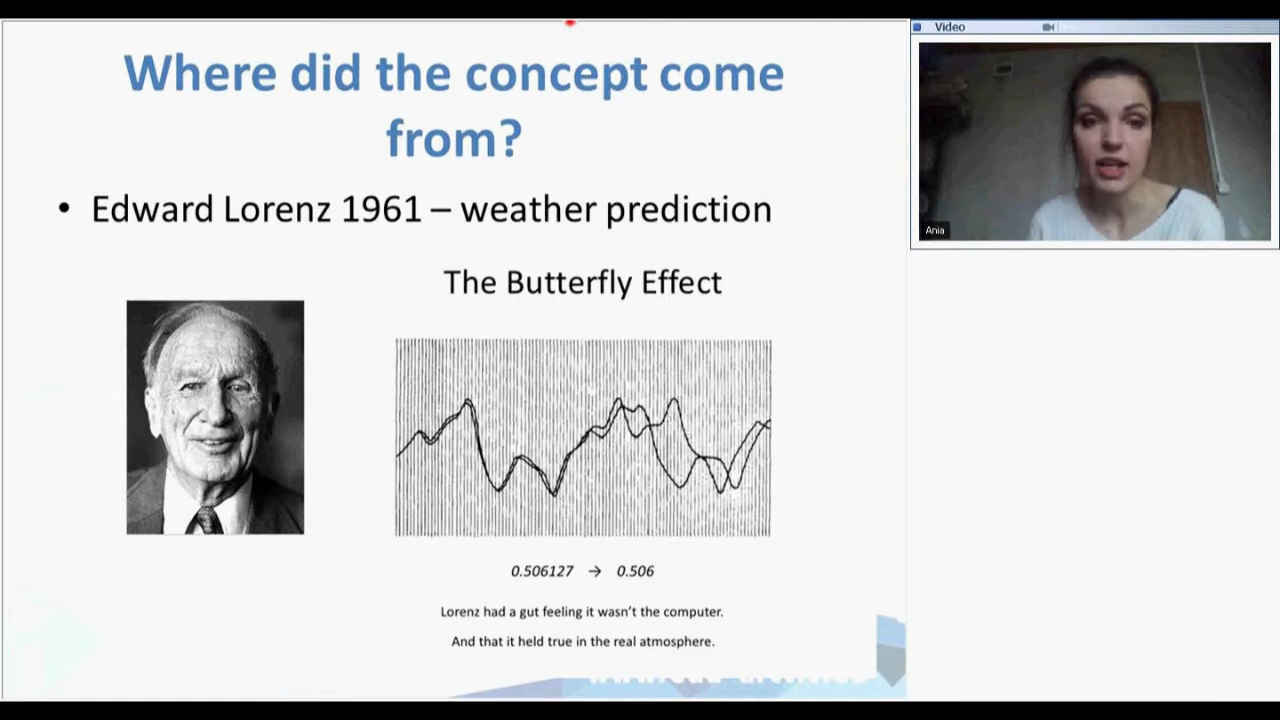 Where did the concept come
from?
• Edward Lorenz 1961 – weather prediction
The Butterfly Effect
0.506127 → 0.506
Lorenz had a gut feeling it wasn't the computer.
And that it held true in the real atmosphere.
Video
Ania